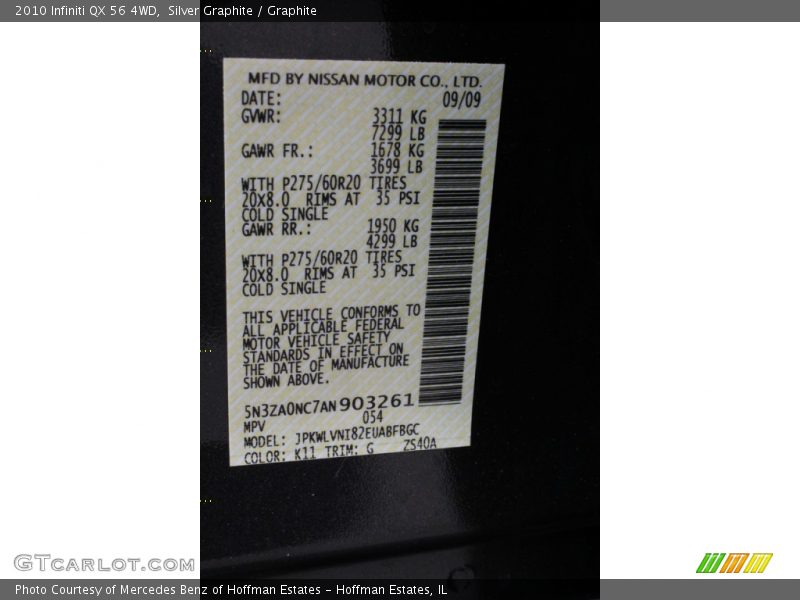 2010 Infiniti QX 56 4WD,  Silver Graphite / Graphite
MFD BY NISSAN MOTOR CO., LTD.
DATE: 09/09
GVWR: 3311 KG
7299 LB
GAWR FR.: 1678 KG
3699 LB
WITH P275/60R20 TIRES
20X8.0 RIMS AT 35 PSI
COLD SINGLE
GAWR RR.: 1950 KG
4299 LB
WITH P275/60R20 TIRES
20X8.0 RIMS AT 35 PSI
COLD SINGLE
THIS VEHICLE CONFORMS TO
ALL APPLICABLE FEDERAL
MOTOR VEHICLE SAFETY
STANDARDS IN EFFECT ON
THE DATE OF MANUFACTURE
SHOWN ABOVE.
5N3ZA0NC7AN903261
MPV 054
MODEL: JPKWLVNI82EUABFBGC
COLOR: K11 TRIM: G ZS40A
GTCARLOT.COM
Photo Courtesy of Mercedes Benz of Hoffman Estates - Hoffman Estates, IL